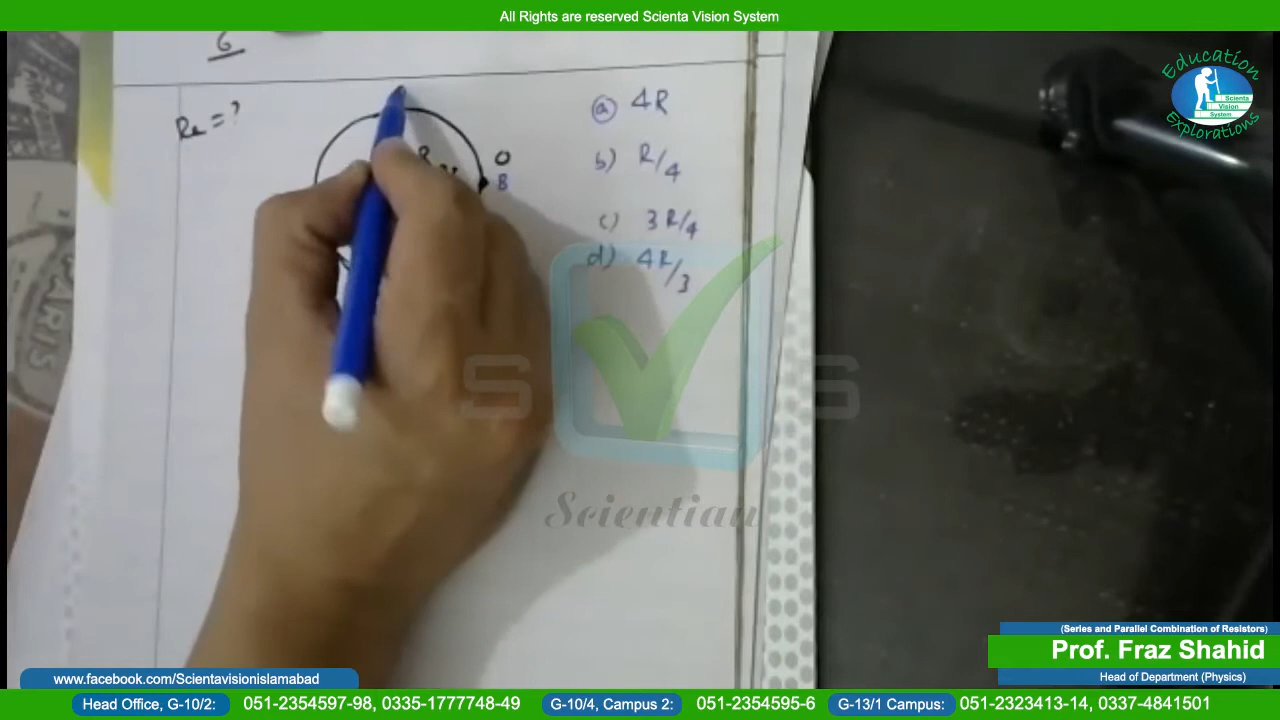 All Rights are reserved Scienta Vision System
6
Re = ?
O
B
R
a) 4R
b) R/4
c) 3R/4
d) 4R/3
Education
Scienta
Vision
System
Explorations
PARIS
S S
Scientian
(Series and Parallel Combination of Resistors)
Prof. Fraz Shahid
Head of Department (Physics)
www.facebook.com/Scientavisionislamabad
Head Office, G-10/2: 051-2354597-98, 0335-1777748-49 G-10/4, Campus 2: 051-2354595-6 G-13/1 Campus: 051-2323413-14, 0337-4841501